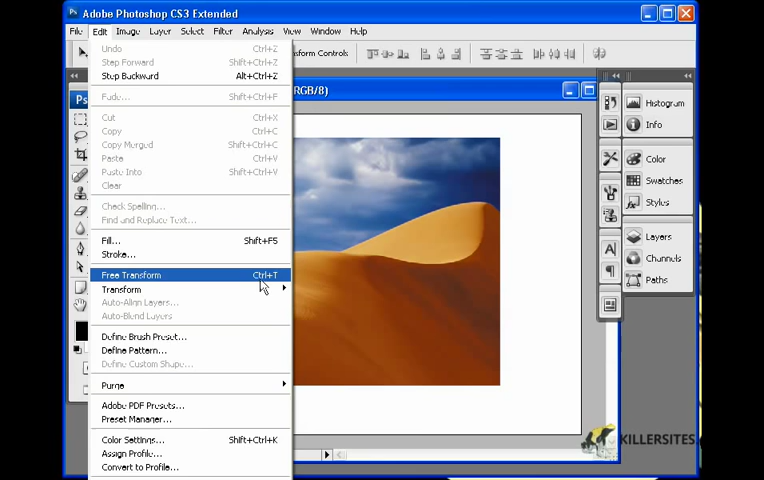 Ps Adobe Photoshop CS3 Extended
File Edit Image Layer Select Filter Analysis View Window Help
Transform Controls
RGB/8)
Undo Ctrl+Z
Step Forward Shift+Ctrl+Z
Step Backward Alt+Ctrl+Z
Fade... Shift+Ctrl+F
Cut Ctrl+X
Copy Ctrl+C
Copy Merged Shift+Ctrl+C
Paste Ctrl+V
Paste Into Shift+Ctrl+V
Clear
Check Spelling...
Find and Replace Text...
Fill... Shift+F5
Stroke...
Free Transform Ctrl+T
Transform
Auto-Align Layers...
Auto-Blend Layers
Define Brush Preset...
Define Pattern...
Define Custom Shape...
Purge
Adobe PDF Presets...
Preset Manager...
Color Settings... Shift+Ctrl+K
Assign Profile...
Convert to Profile...
Ps
Histogram
Info
Color
Swatches
Styles
Layers
Channels
Paths
KILLERSITES